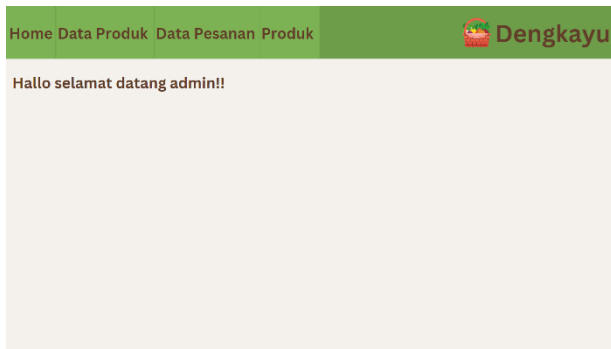 Home Data Produk Data Pesanan Produk Dengkayu
Hallo selamat datang admin!!